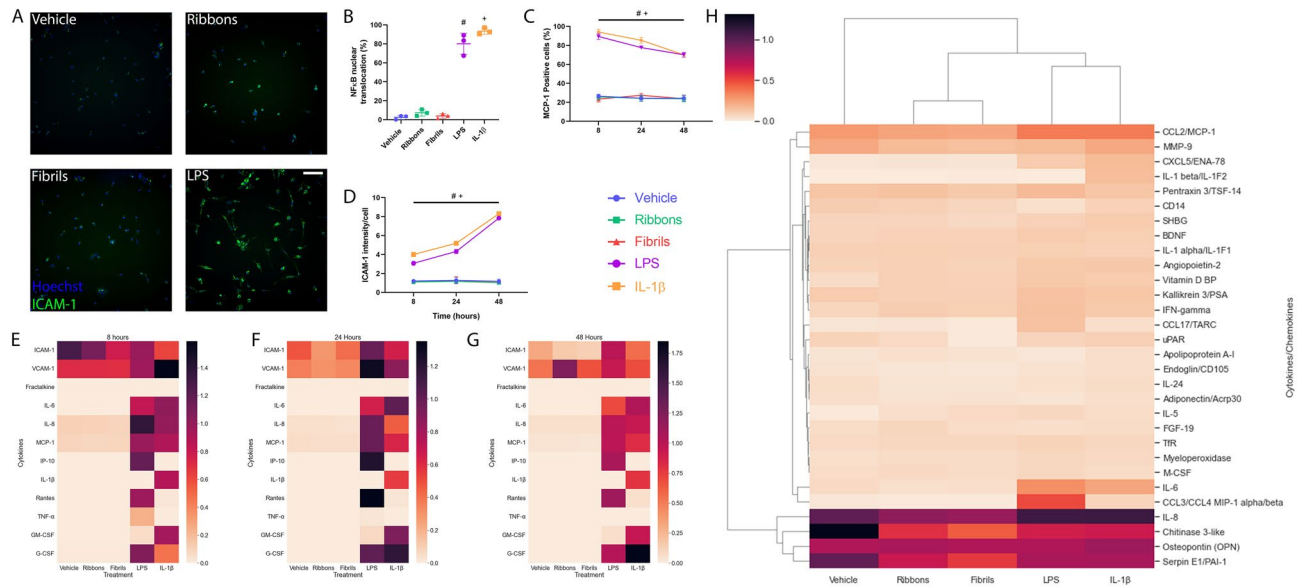 A
Vehicle
Ribbons
Fibrils
LPS
Hoechst
ICAM-1
B
NFκB nuclear
translocation (%)
100
80
60
40
20
0
#
+
Vehicle
Ribbons
Fibrils
LPS
IL-1β
C
MCP-1 Positive cells (%)
100
80
60
40
20
0
# +
8
24
48
D
ICAM-1 intensity/cell
10
8
6
4
2
0
# +
8
24
48
Time (hours)
Vehicle
Ribbons
Fibrils
LPS
IL-1β
E
8 hours
Cytokines
ICAM-1
VCAM-1
Fractalkine
IL-6
IL-8
MCP-1
IP-10
IL-1β
Rantes
TNF-α
GM-CSF
G-CSF
Vehicle
Ribbons
Fibrils
LPS
IL-1β
Treatment
1.4
1.2
1.0
0.8
0.6
0.4
0.2
0.0
F
24 Hours
Cytokines
ICAM-1
VCAM-1
Fractalkine
IL-6
IL-8
MCP-1
IP-10
IL-1β
Rantes
TNF-α
GM-CSF
G-CSF
Vehicle
Ribbons
Fibrils
LPS
IL-1β
Treatment
1.2
1.0
0.8
0.6
0.4
0.2
0.0
G
48 Hours
Cytokines
ICAM-1
VCAM-1
Fractalkine
IL-6
IL-8
MCP-1
IP-10
IL-1β
Rantes
TNF-α
GM-CSF
G-CSF
Vehicle
Ribbons
Fibrils
LPS
IL-1β
Treatment
1.75
1.50
1.25
1.00
0.75
0.50
0.25
0.00
H
1.0
0.5
0.0
CCL2/MCP-1
MMP-9
CXCL5/ENA-78
IL-1 beta/IL-1F2
Pentraxin 3/TSF-14
CD14
SHBG
BDNF
IL-1 alpha/IL-1F1
Angiopoietin-2
Vitamin D BP
Kallikrein 3/PSA
IFN-gamma
CCL17/TARC
uPAR
Apolipoprotein A-I
Endoglin/CD105
IL-24
Adiponectin/Acrp30
IL-5
FGF-19
TfR
Myeloperoxidase
M-CSF
IL-6
CCL3/CCL4 MIP-1 alpha/beta
IL-8
Chitinase 3-like
Osteopontin (OPN)
Serpin E1/PAI-1
Cytokines/Chemokines
Vehicle
Ribbons
Fibrils
LPS
IL-1β